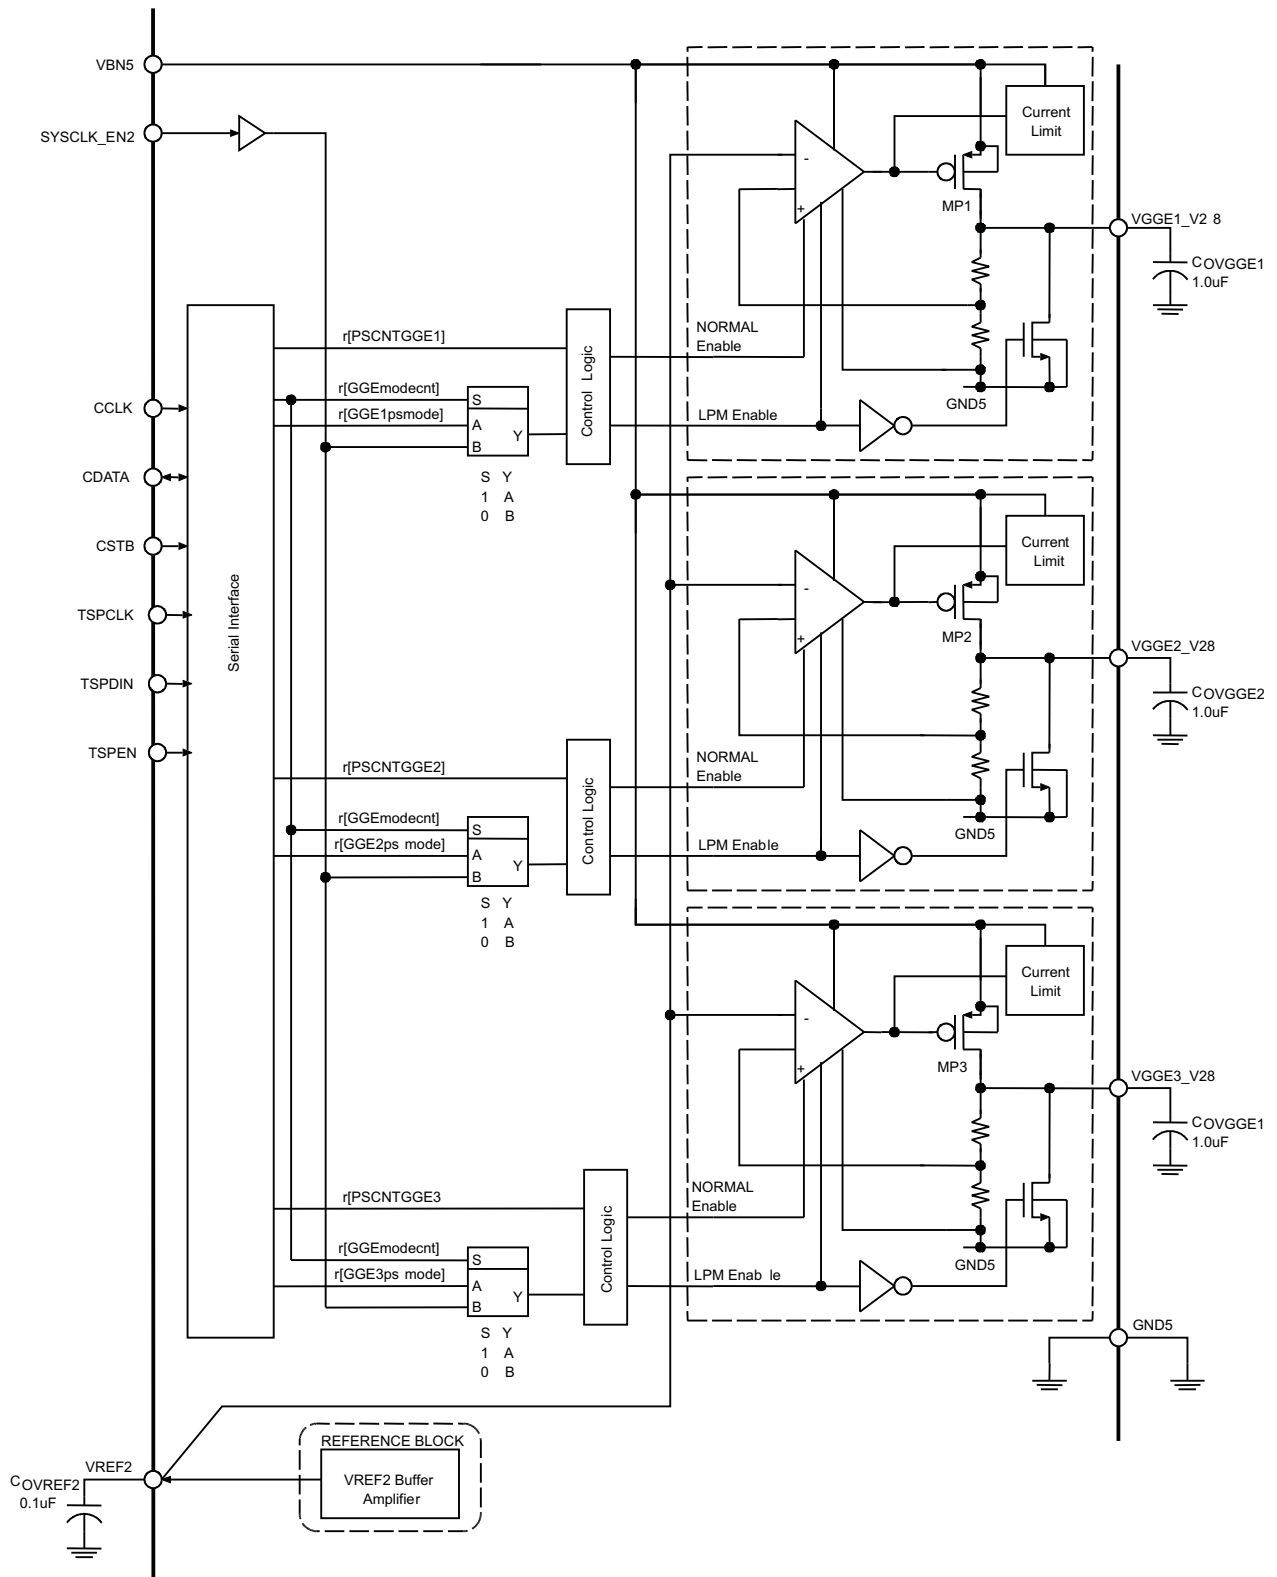 VBN5
SYSCLK_EN2
Current
Limit
-
+
MP1
VGGE1_V2 8
COVGGE1
1.0uF
NORMAL
Enable
GND5
LPM Enable
Control Logic
r[PSCNTGGE1]
r[GGEmodecnt]
r[GGE1psmode]
S
A
B
Y
S Y
1 A
0 B
CCLK
CDATA
CSTB
TSPCLK
TSPDIN
TSPEN
Serial Interface
Current
Limit
-
+
MP2
VGGE2_V28
COVGGE2
1.0uF
NORMAL
Enable
GND5
LPM Enable
Control Logic
r[PSCNTGGE2]
r[GGEmodecnt]
r[GGE2ps mode]
S
A
B
Y
S Y
1 A
0 B
Current
Limit
-
+
MP3
VGGE3_V28
COVGGE1
1.0uF
NORMAL
Enable
GND5
LPM Enab le
Control Logic
r[PSCNTGGE3
r[GGEmodecnt]
r[GGE3ps mode]
S
A
B
Y
S Y
1 A
0 B
GND5
REFERENCE BLOCK
VREF2 Buffer
Amplifier
VREF2
COVREF2
0.1uF